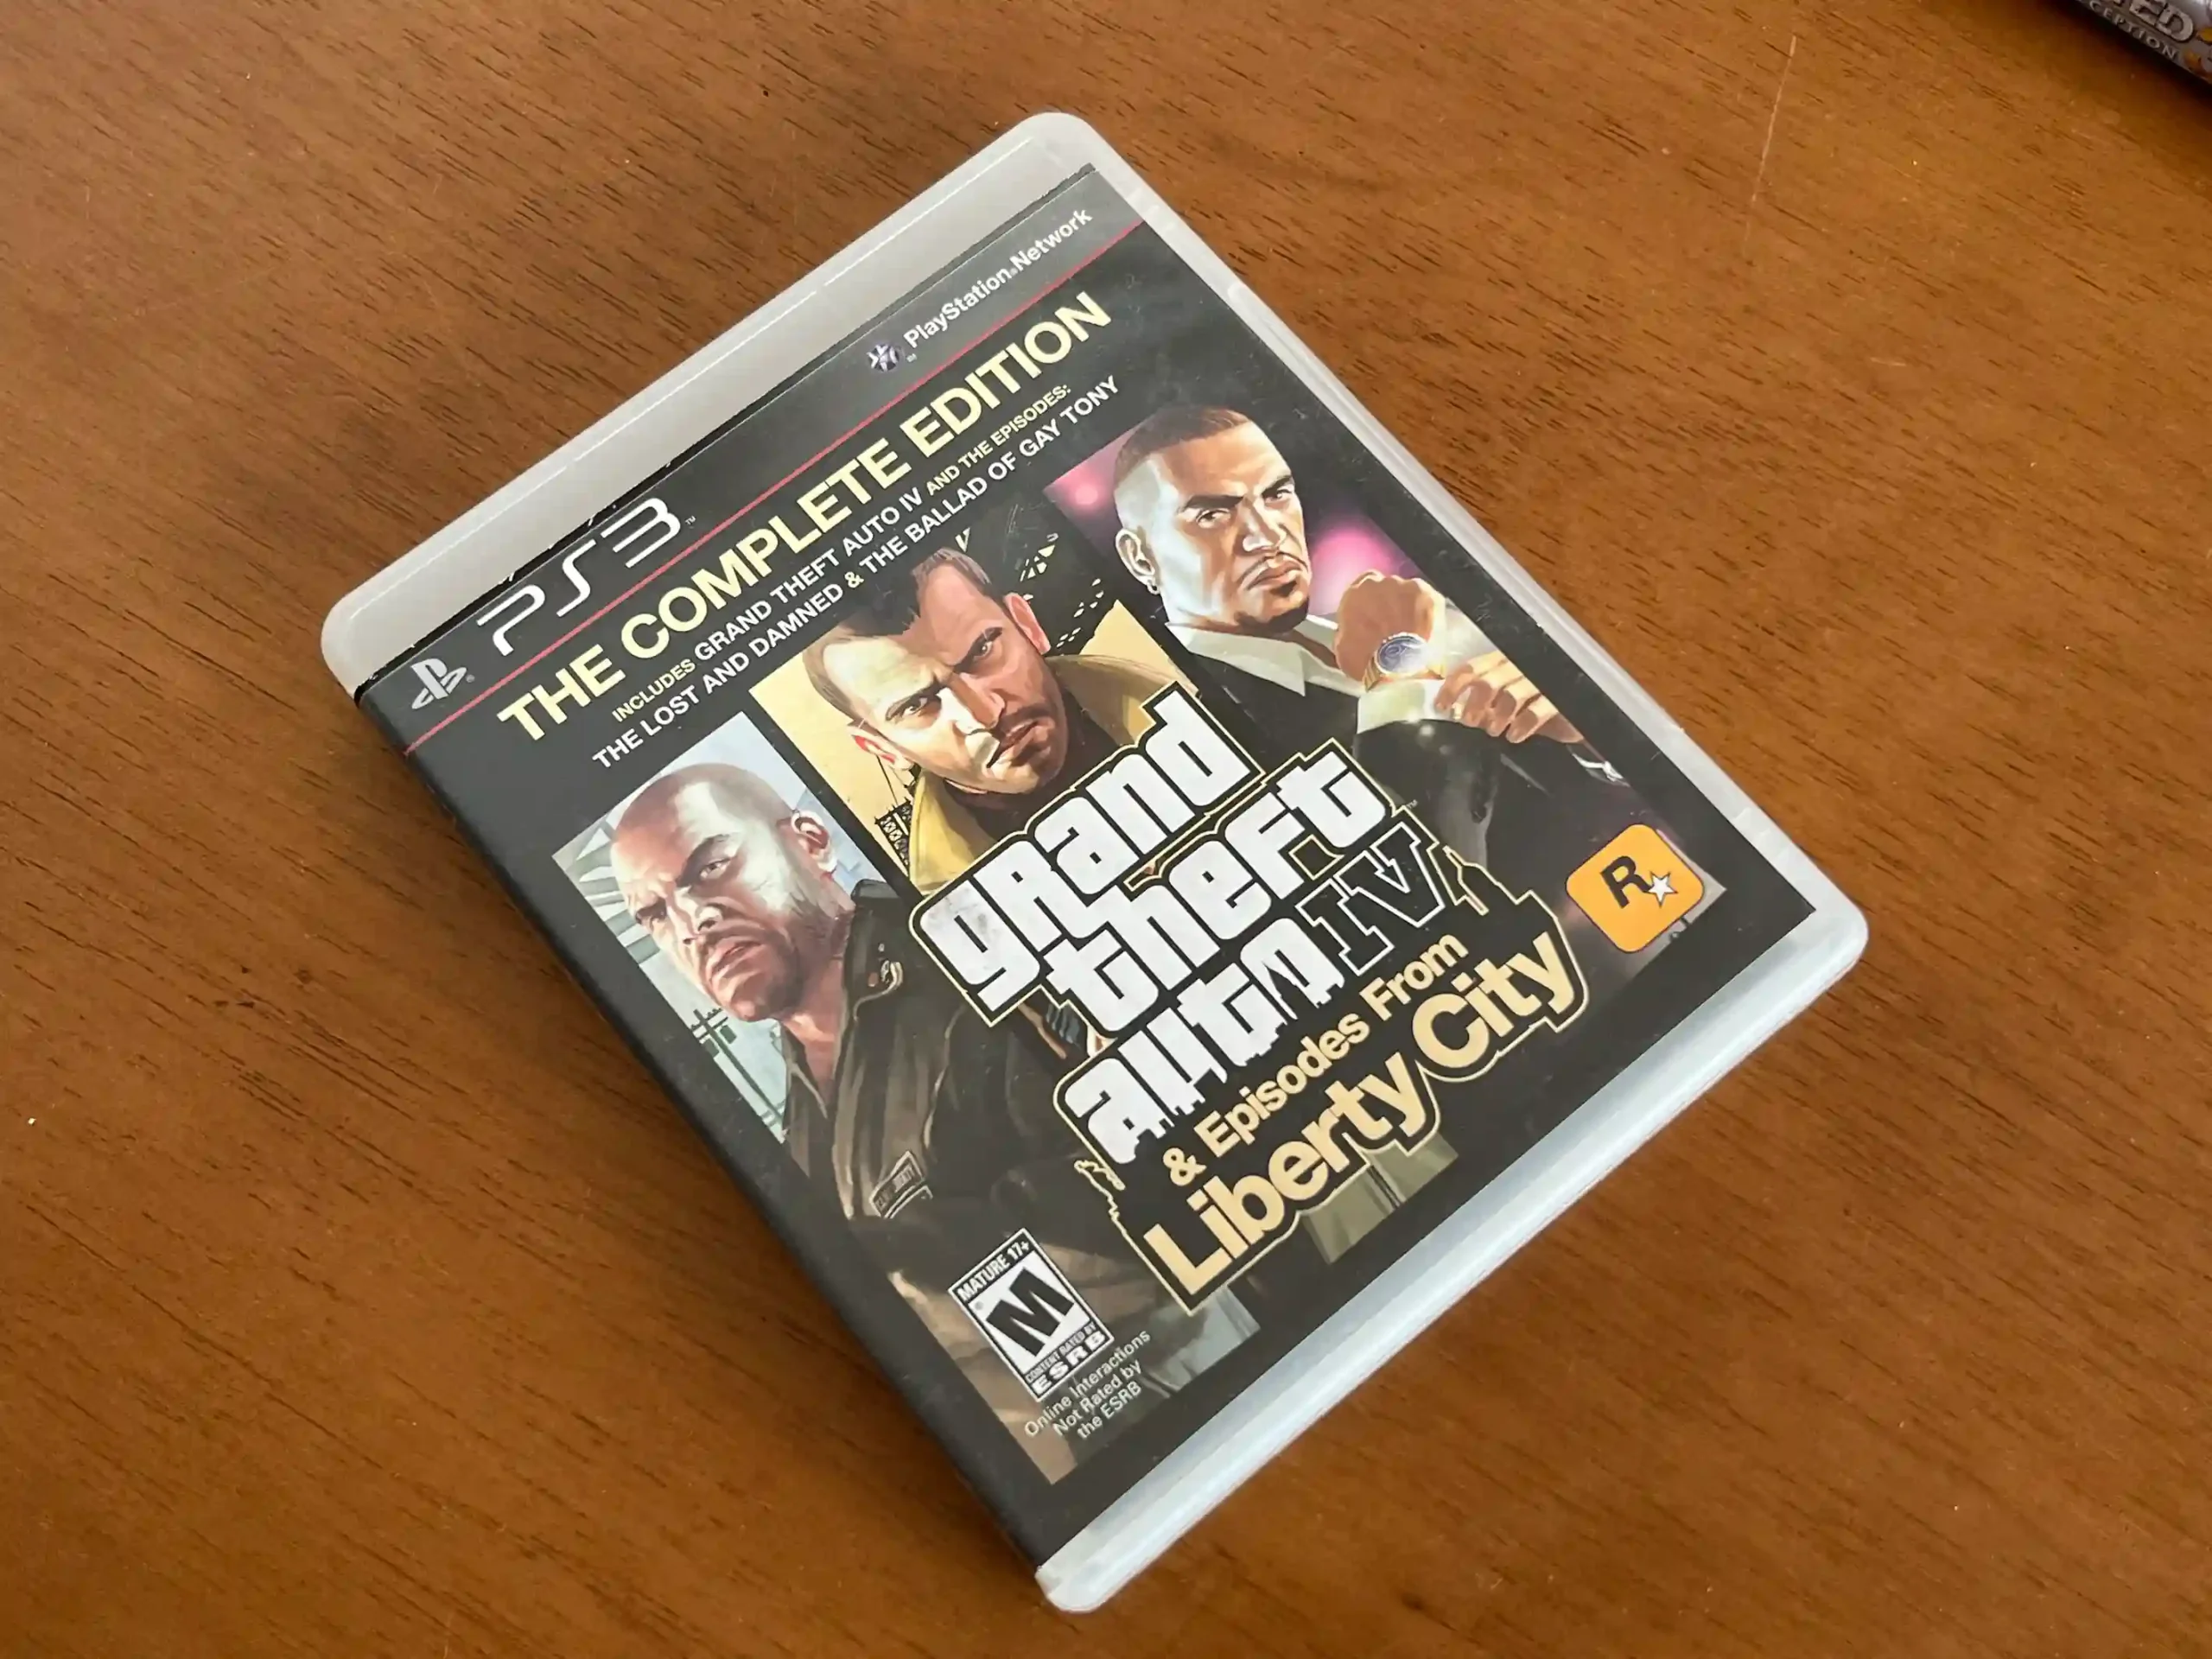 PlayStation®Network
PS3™
THE COMPLETE EDITION
INCLUDES GRAND THEFT AUTO IV AND THE EPISODES:
THE LOST AND DAMNED & THE BALLAD OF GAY TONY
grand
theft
auto IV
& Episodes From
Liberty City
R
MATURE 17+
M
CONTENT RATED BY
ESRB
Online Interactions
Not Rated by
the ESRB